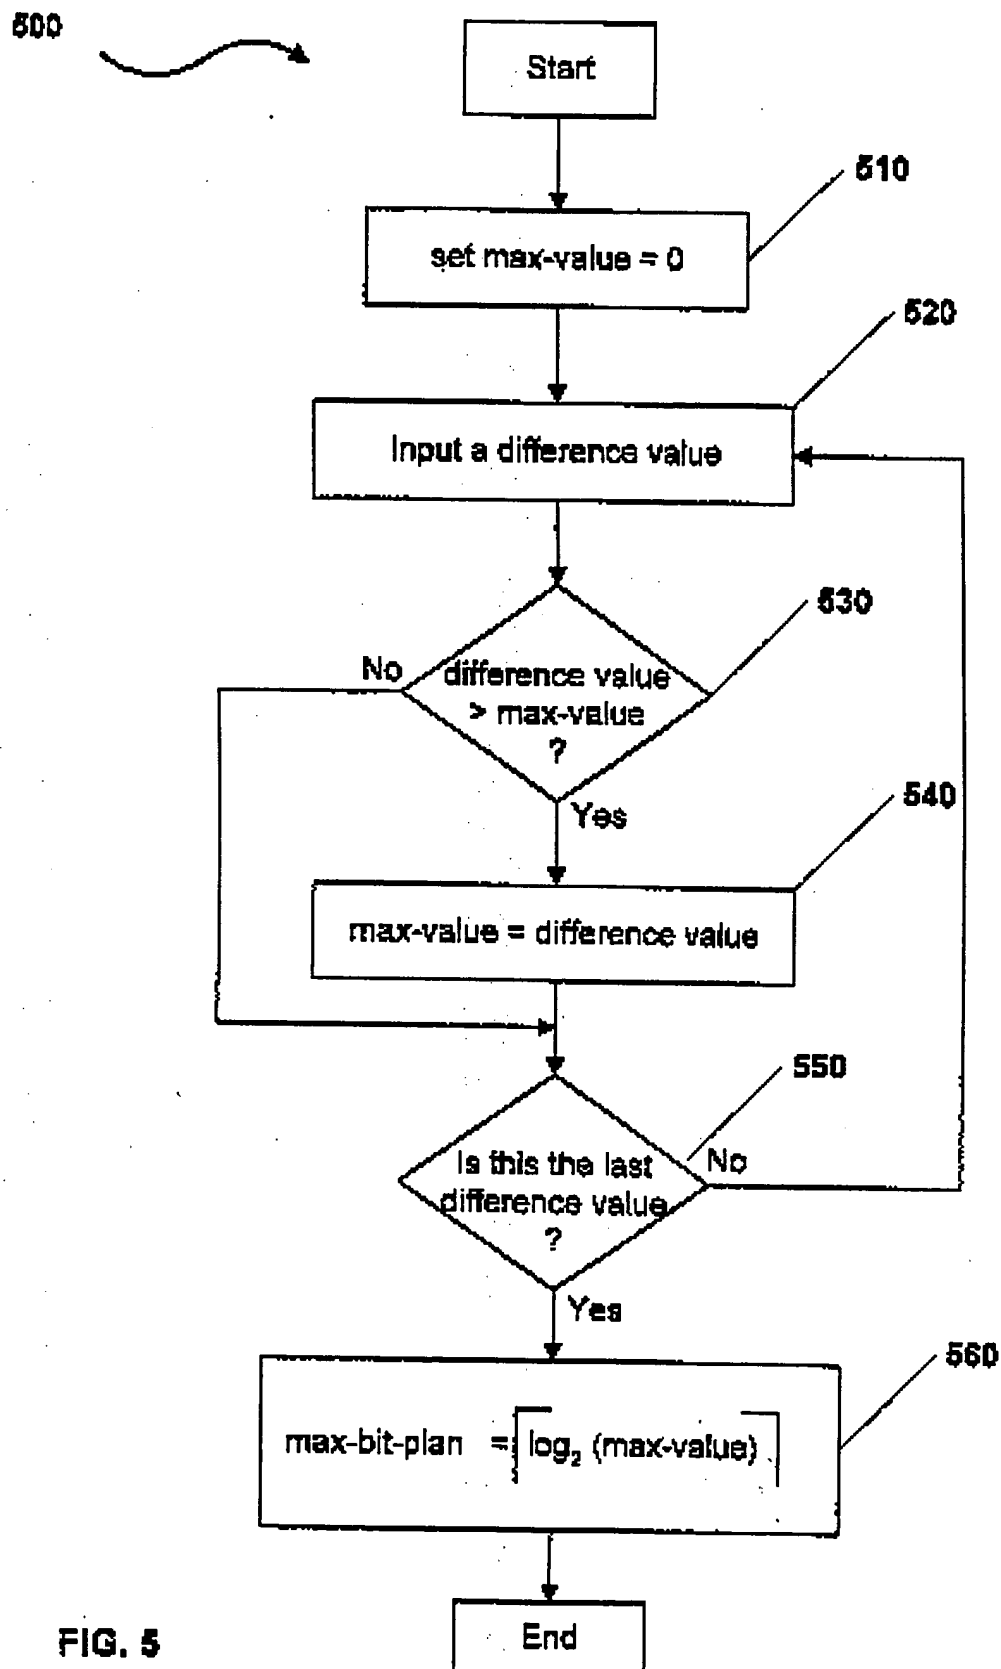 500
Start
510
set max-value = 0
520
Input a difference value
530
No
difference value
> max-value
?
Yes
540
max-value = difference value
550
Is this the last
difference value
?
No
Yes
560
max-bit-plan = ⌈log₂ (max-value)⌉
End
FIG. 5